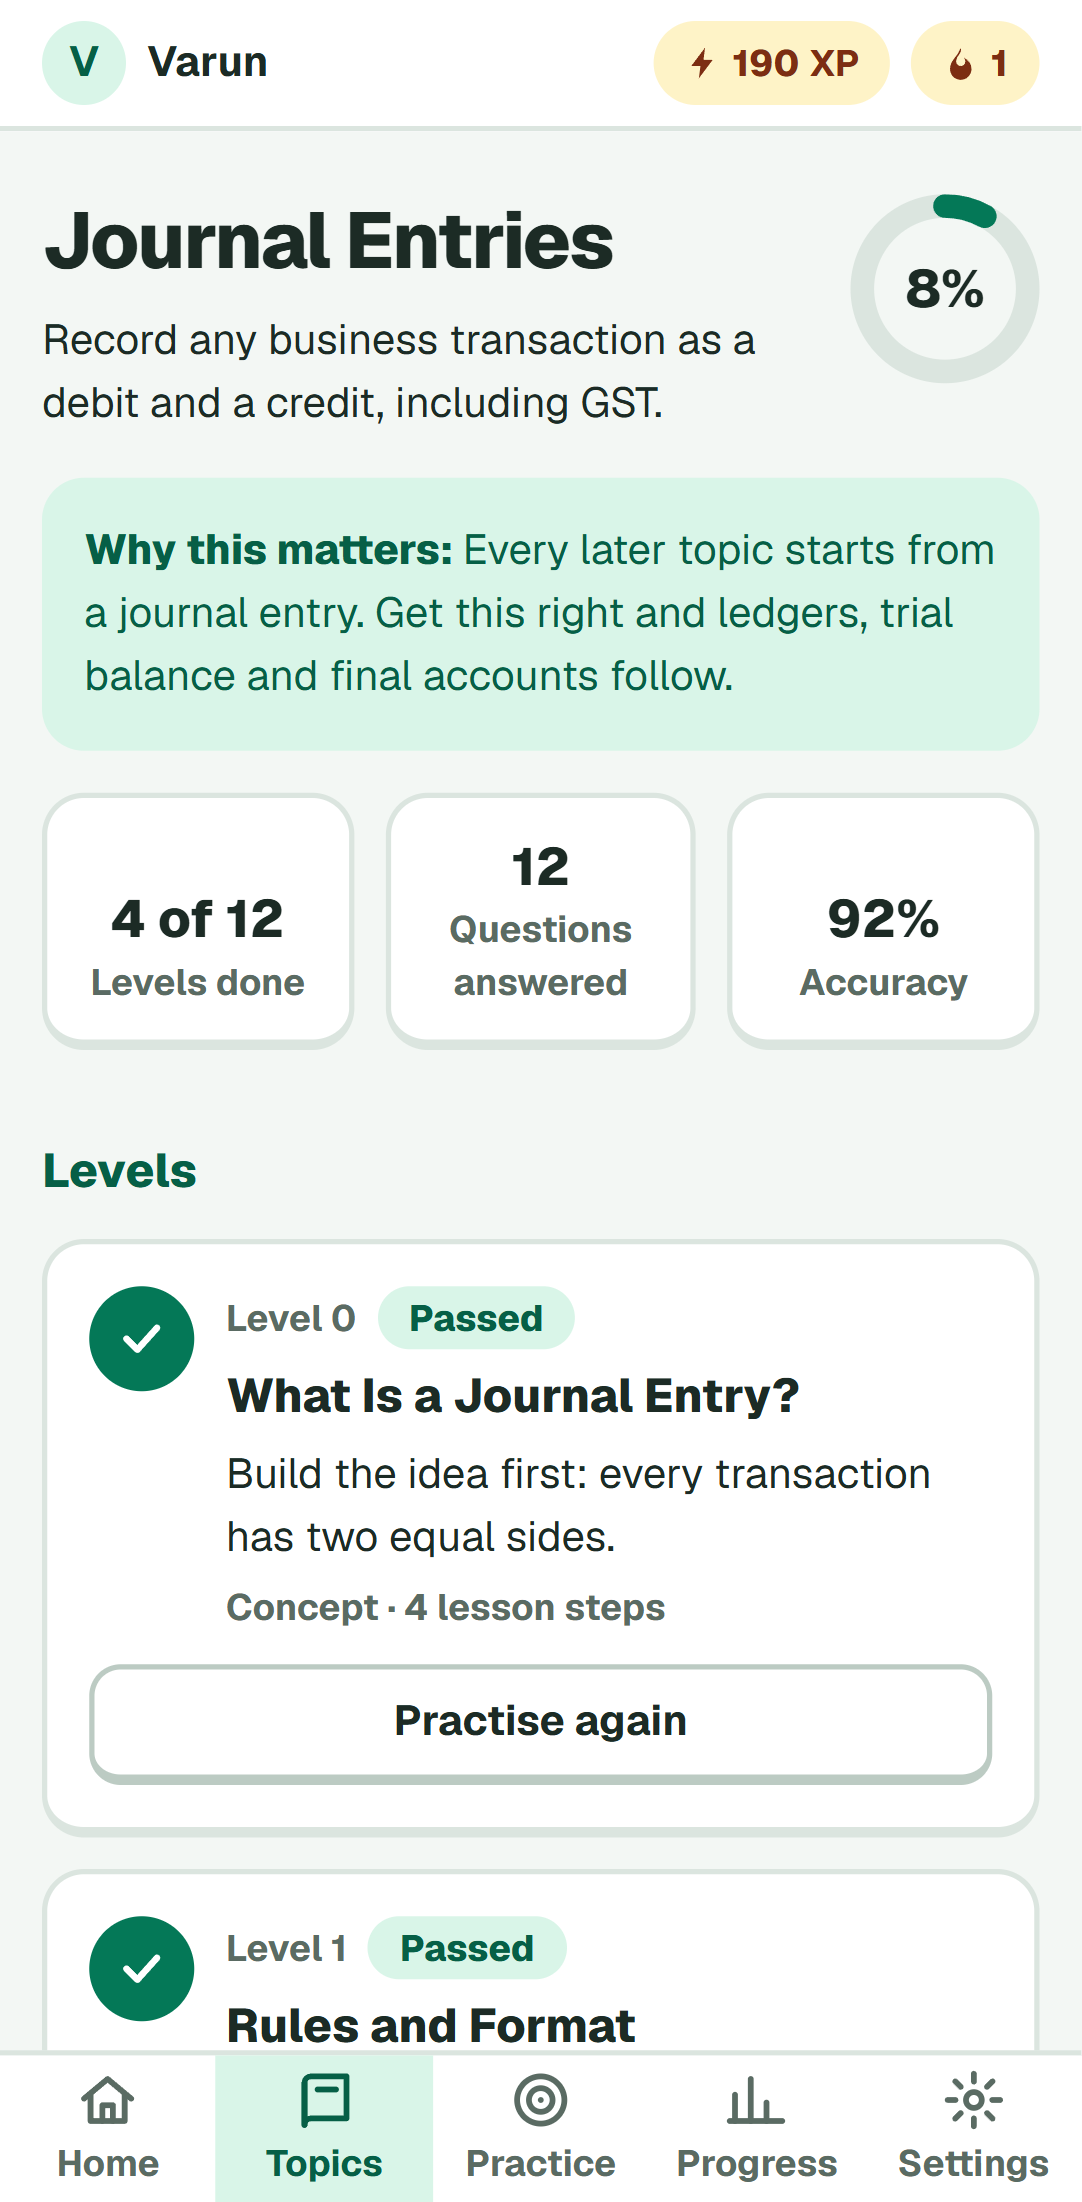 V Varun 190 XP 1
Journal Entries
8%
Record any business transaction as a
debit and a credit, including GST.
Why this matters: Every later topic starts from
a journal entry. Get this right and ledgers, trial
balance and final accounts follow.
4 of 12
Levels done
12
Questions
answered
92%
Accuracy
Levels
Level 0 Passed
What Is a Journal Entry?
Build the idea first: every transaction
has two equal sides.
Concept · 4 lesson steps
Practise again
Level 1 Passed
Rules and Format
Home Topics Practice Progress Settings